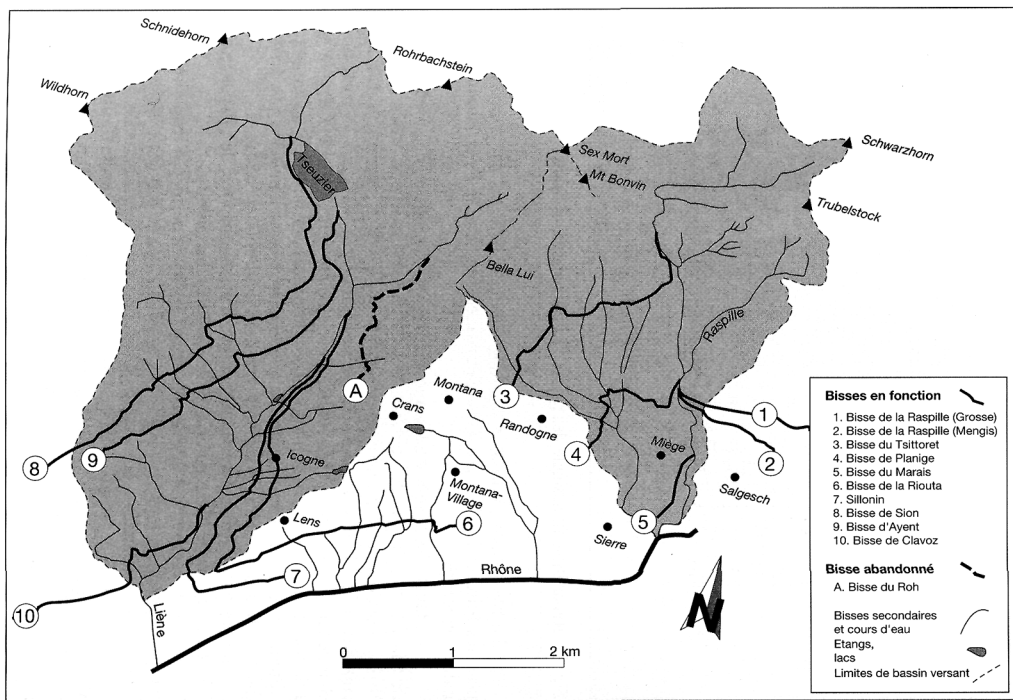 Schnidehorn
Wildhorn
Rohrbachstein
Sex Mort
Mt Bonvin
Schwarzhorn
Trubelstock
Tseuzier
Bella Lui
Raspille
A
Montana
Crans
3
Randogne
4
Miège
1
2
Salgesch
8
9
Icogne
Montana-
Village
Lens
6
5
Sierre
7
Rhône
10
Liène
N
0 1 2 km
Bisses en fonction
1. Bisse de la Raspille (Grosse)
2. Bisse de la Raspille (Mengis)
3. Bisse du Tsittoret
4. Bisse de Planige
5. Bisse du Marais
6. Bisse de la Riouta
7. Sillonin
8. Bisse de Sion
9. Bisse d'Ayent
10. Bisse de Clavoz
Bisse abandonné
A. Bisse du Roh
Bisses secondaires
et cours d'eau
Etangs,
lacs
Limites de bassin versant